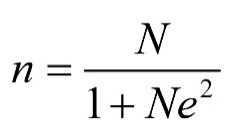 n = N / (1 + Ne²)